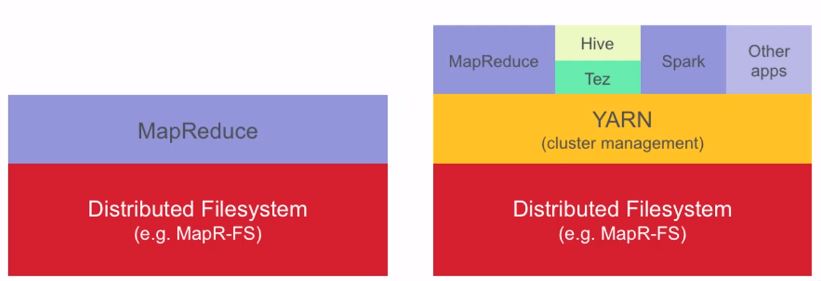 MapReduce
Distributed Filesystem
(e.g. MapR-FS)
MapReduce
Hive
Tez
Spark
Other
apps
YARN
(cluster management)
Distributed Filesystem
(e.g. MapR-FS)